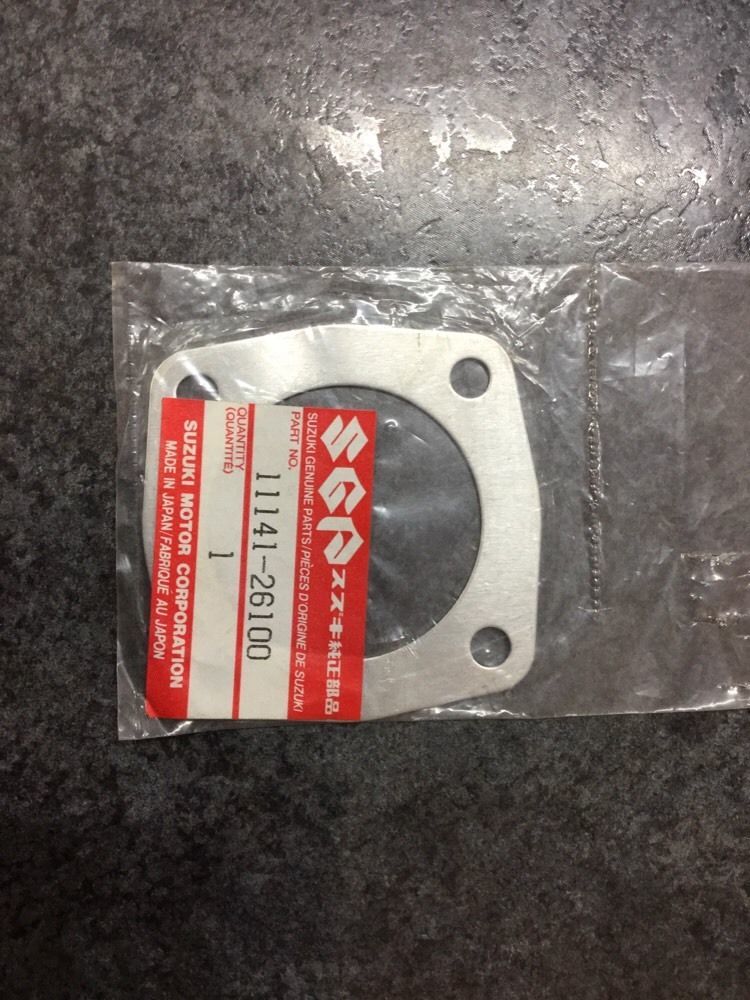 SGP スズキ純正部品
SUZUKI GENUINE PARTS/PIÈCES D'ORIGINE DE SUZUKI
PART NO.
11141-26100
QUANTITY
(QUANTITÉ)
1
SUZUKI MOTOR CORPORATION
MADE IN JAPAN/FABRIQUÉ AU JAPON